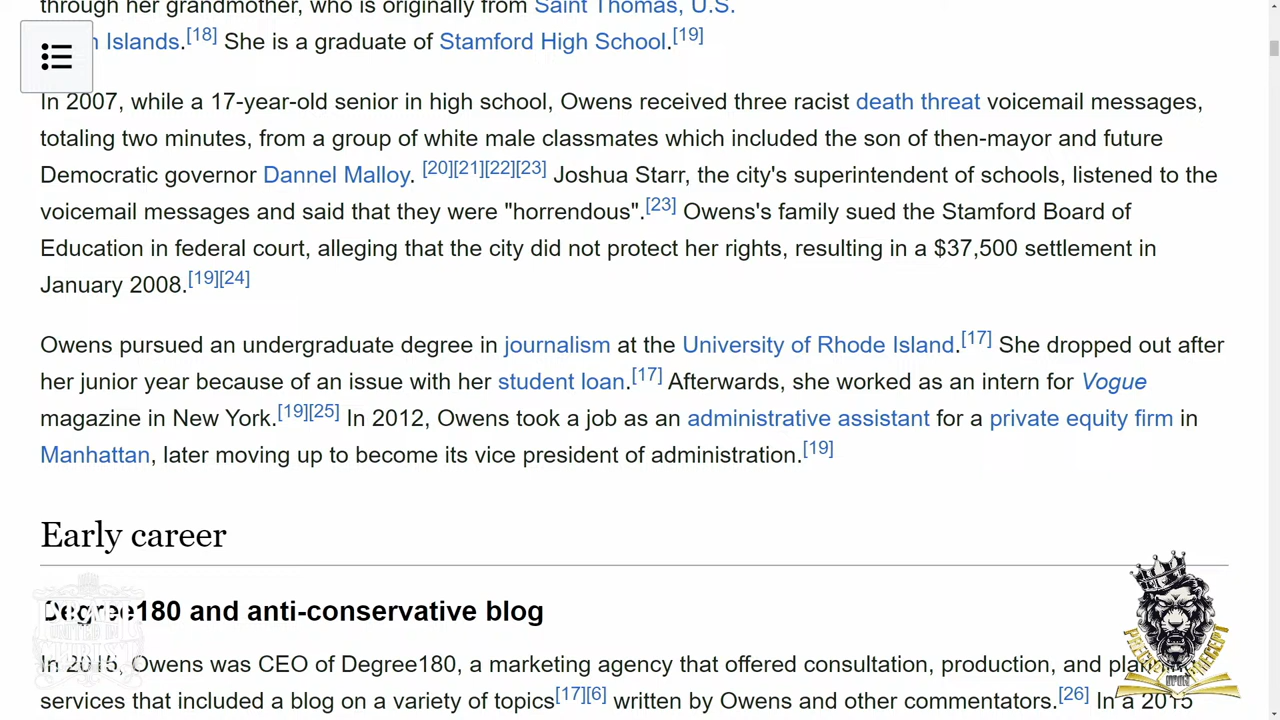 through her grandmother, who is originally from Saint Thomas, U.S.
Islands.[18] She is a graduate of Stamford High School.[19]
In 2007, while a 17-year-old senior in high school, Owens received three racist death threat voicemail messages,
totaling two minutes, from a group of white male classmates which included the son of then-mayor and future
Democratic governor Dannel Malloy. [20][21][22][23] Joshua Starr, the city's superintendent of schools, listened to the
voicemail messages and said that they were "horrendous".[23] Owens's family sued the Stamford Board of
Education in federal court, alleging that the city did not protect her rights, resulting in a $37,500 settlement in
January 2008.[19][24]
Owens pursued an undergraduate degree in journalism at the University of Rhode Island.[17] She dropped out after
her junior year because of an issue with her student loan.[17] Afterwards, she worked as an intern for Vogue
magazine in New York.[19][25] In 2012, Owens took a job as an administrative assistant for a private equity firm in
Manhattan, later moving up to become its vice president of administration.[19]
Early career
Degree180 and anti-conservative blog
In 2015, Owens was CEO of Degree180, a marketing agency that offered consultation, production, and planning
services that included a blog on a variety of topics[17][6] written by Owens and other commentators.[26] In a 2015